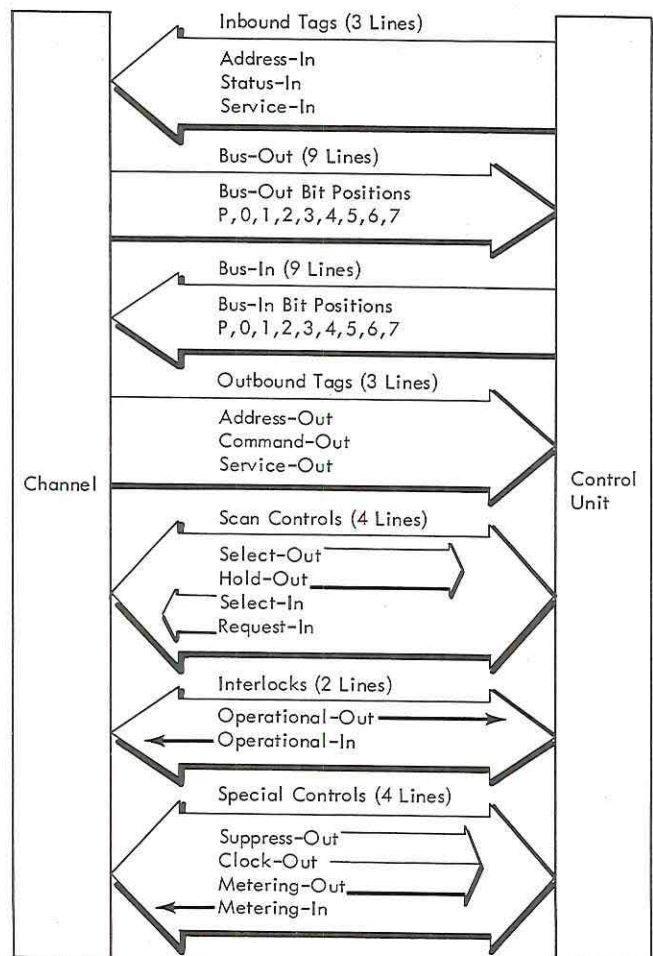 Inbound Tags (3 Lines)
Address-In
Status-In
Service-In
Bus-Out (9 Lines)
Bus-Out Bit Positions
P,0,1,2,3,4,5,6,7
Bus-In (9 Lines)
Bus-In Bit Positions
P,0,1,2,3,4,5,6,7
Outbound Tags (3 Lines)
Address-Out
Command-Out
Service-Out
Channel
Control
Unit
Scan Controls (4 Lines)
Select-Out
Hold-Out
Select-In
Request-In
Interlocks (2 Lines)
Operational-Out
Operational-In
Special Controls (4 Lines)
Suppress-Out
Clock-Out
Metering-Out
Metering-In